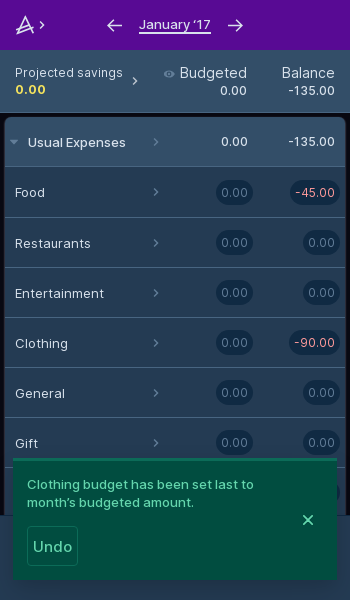 January ‘17
Projected savings
0.00
Budgeted
0.00
Balance
-135.00
Usual Expenses 0.00 -135.00
Food 0.00 -45.00
Restaurants 0.00 0.00
Entertainment 0.00 0.00
Clothing 0.00 -90.00
General 0.00 0.00
Gift 0.00 0.00
Clothing budget has been set last to
month’s budgeted amount.
Undo